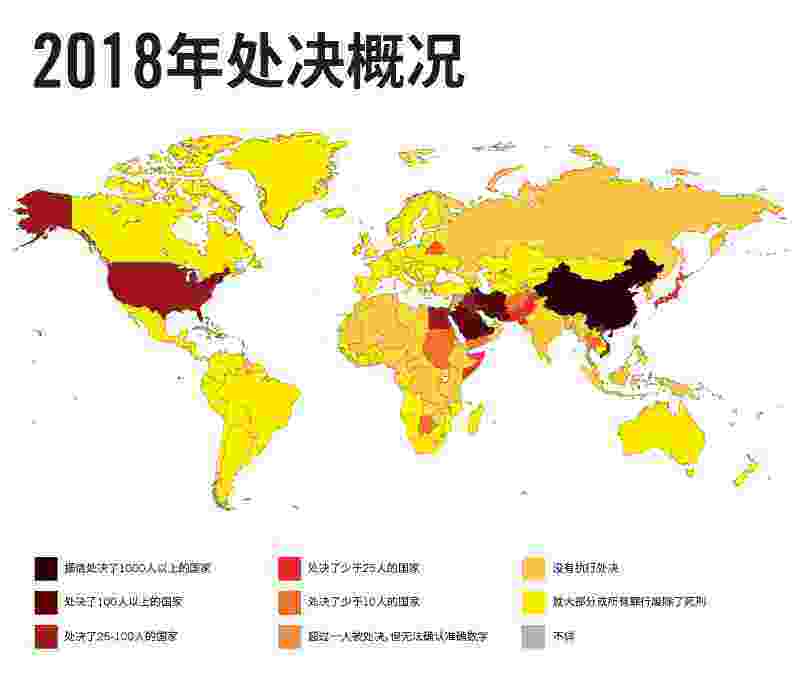 2018年处决概况
据信处决了1000人以上的国家
处决了少于25人的国家
没有执行处决
处决了100人以上的国家
处决了少于10人的国家
就大部分或所有罪行废除了死刑
处决了25-100人的国家
超过一人被处决，但无法确认准确数字
不详